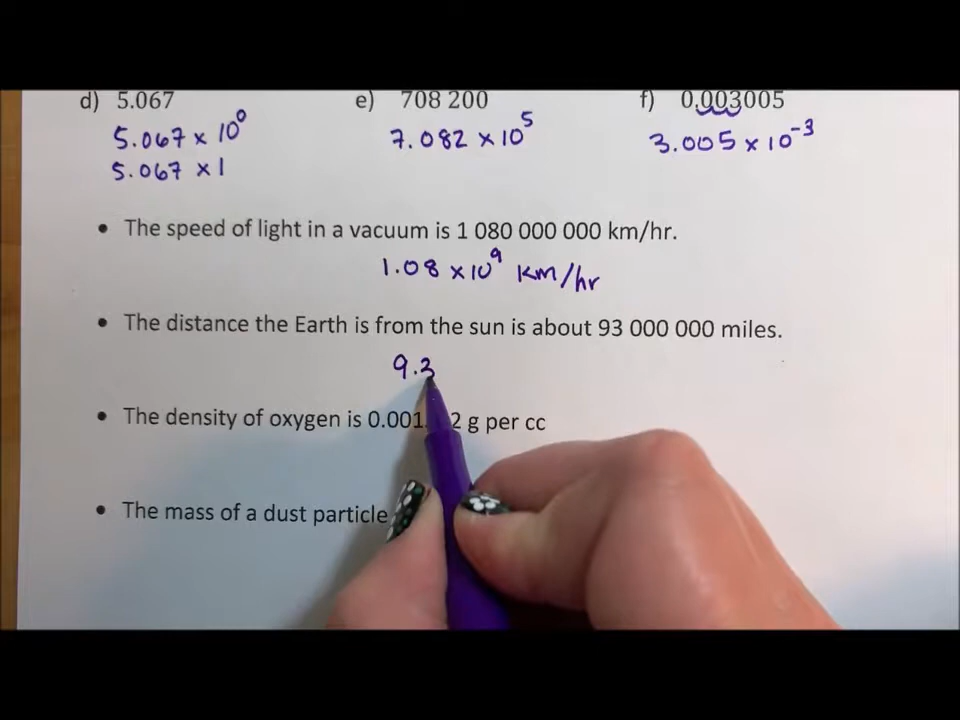 d) 5.067 e) 708 200 f) 0.003005
5.067 × 10⁰ 7.082 × 10⁵ 3.005 × 10⁻³
5.067 × 1
• The speed of light in a vacuum is 1 080 000 000 km/hr.
1.08 × 10⁹ km/hr
• The distance the Earth is from the sun is about 93 000 000 miles.
9.3
• The density of oxygen is g per cc
• The mass of a dust particle